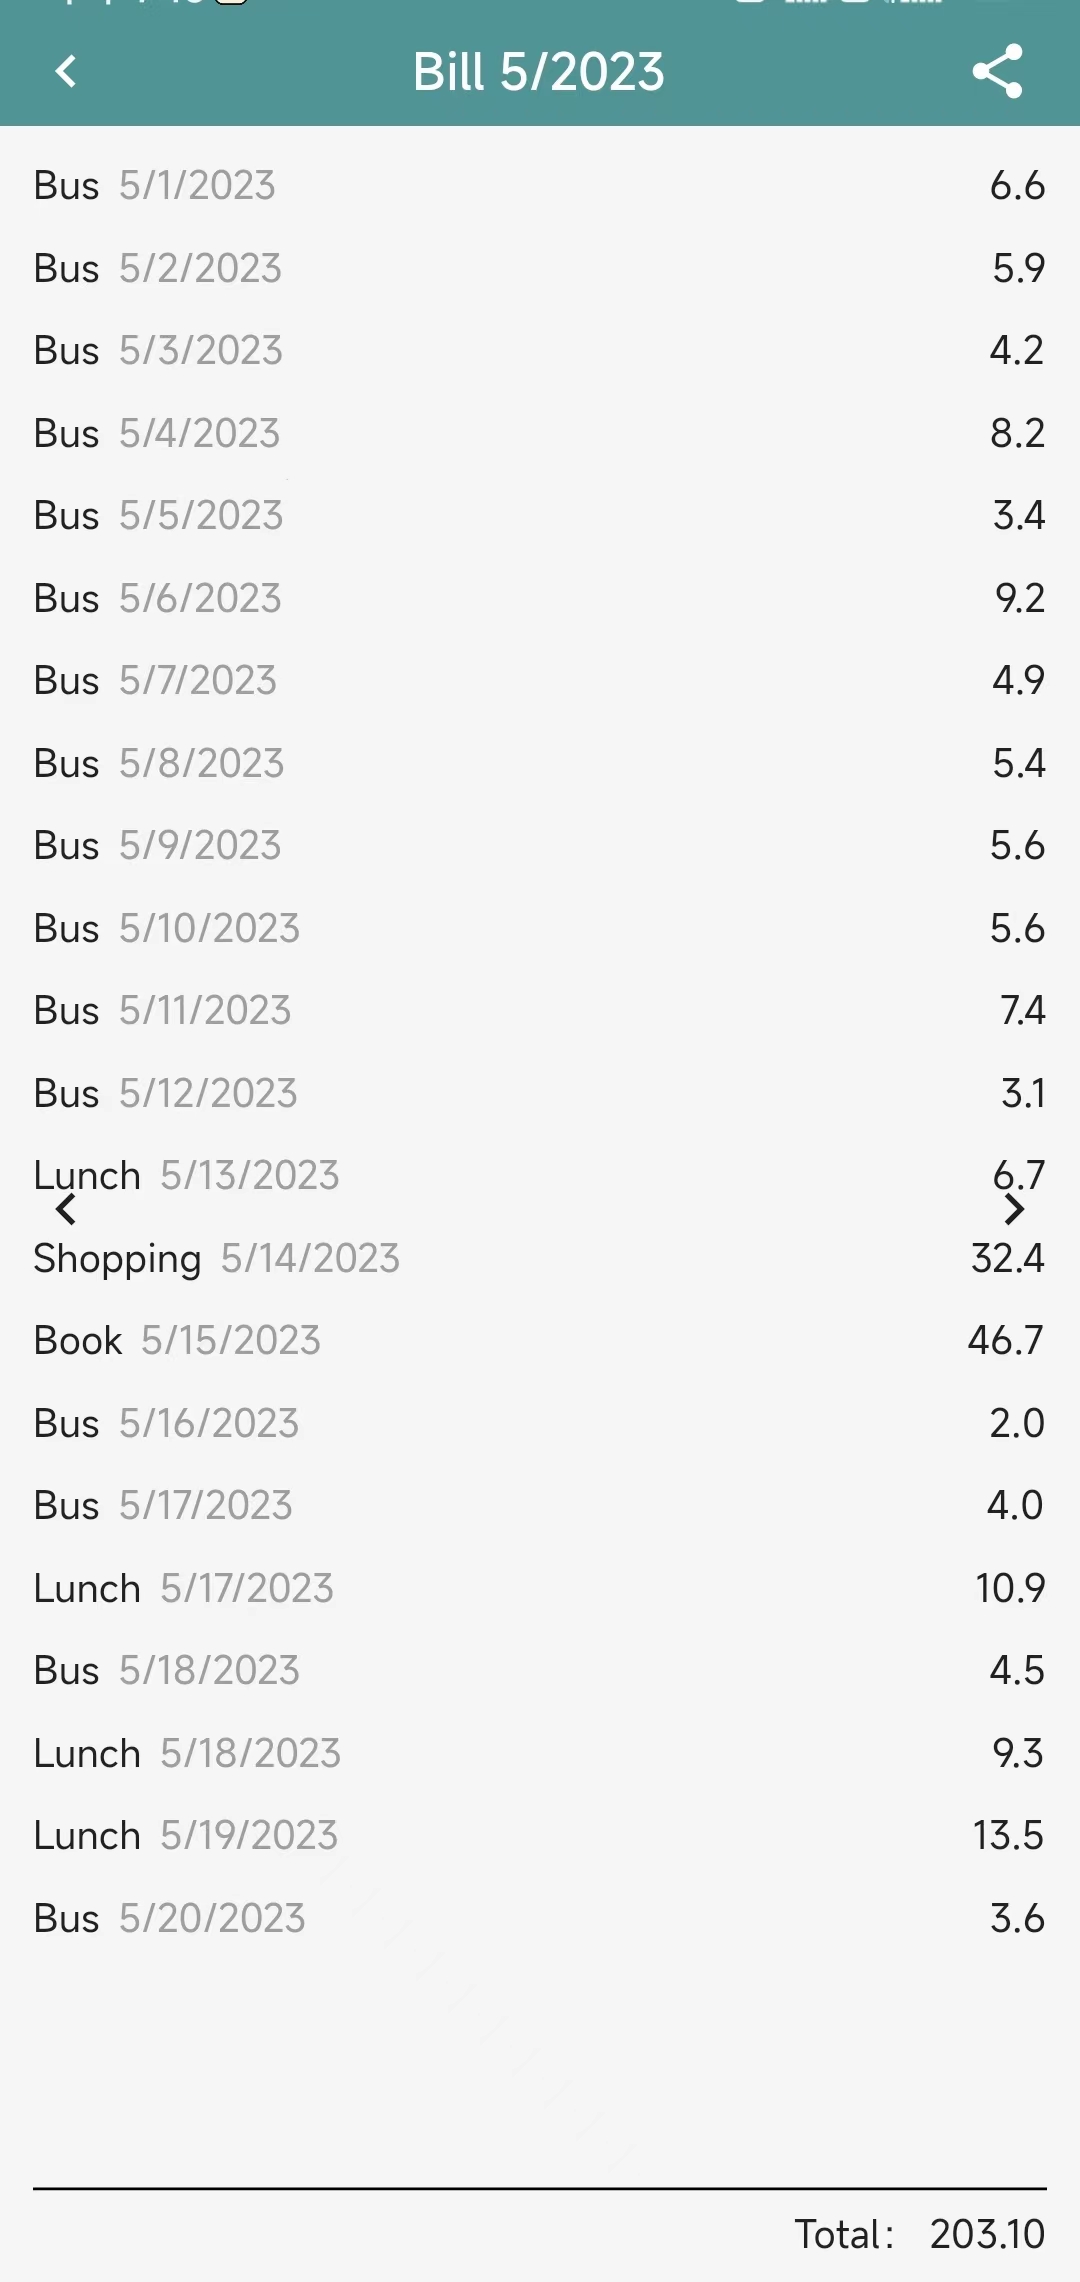 Bill 5/2023
Bus 5/1/2023 6.6
Bus 5/2/2023 5.9
Bus 5/3/2023 4.2
Bus 5/4/2023 8.2
Bus 5/5/2023 3.4
Bus 5/6/2023 9.2
Bus 5/7/2023 4.9
Bus 5/8/2023 5.4
Bus 5/9/2023 5.6
Bus 5/10/2023 5.6
Bus 5/11/2023 7.4
Bus 5/12/2023 3.1
Lunch 5/13/2023 6.7
Shopping 5/14/2023 32.4
Book 5/15/2023 46.7
Bus 5/16/2023 2.0
Bus 5/17/2023 4.0
Lunch 5/17/2023 10.9
Bus 5/18/2023 4.5
Lunch 5/18/2023 9.3
Lunch 5/19/2023 13.5
Bus 5/20/2023 3.6
Total: 203.10